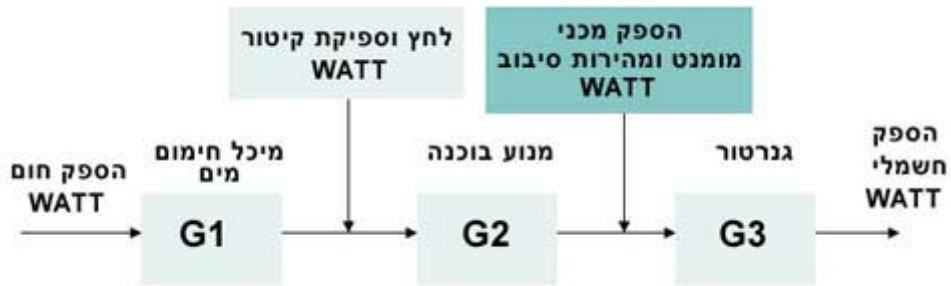 לחץ וספיקת קיטור
WATT
הספק מכני
מומנט ומהירות סיבוב
WATT
הספק חום
WATT
מיכל חימום
מים
מנוע בוכנה
גנרטור
הספק
חשמלי
WATT
G1
G2
G3